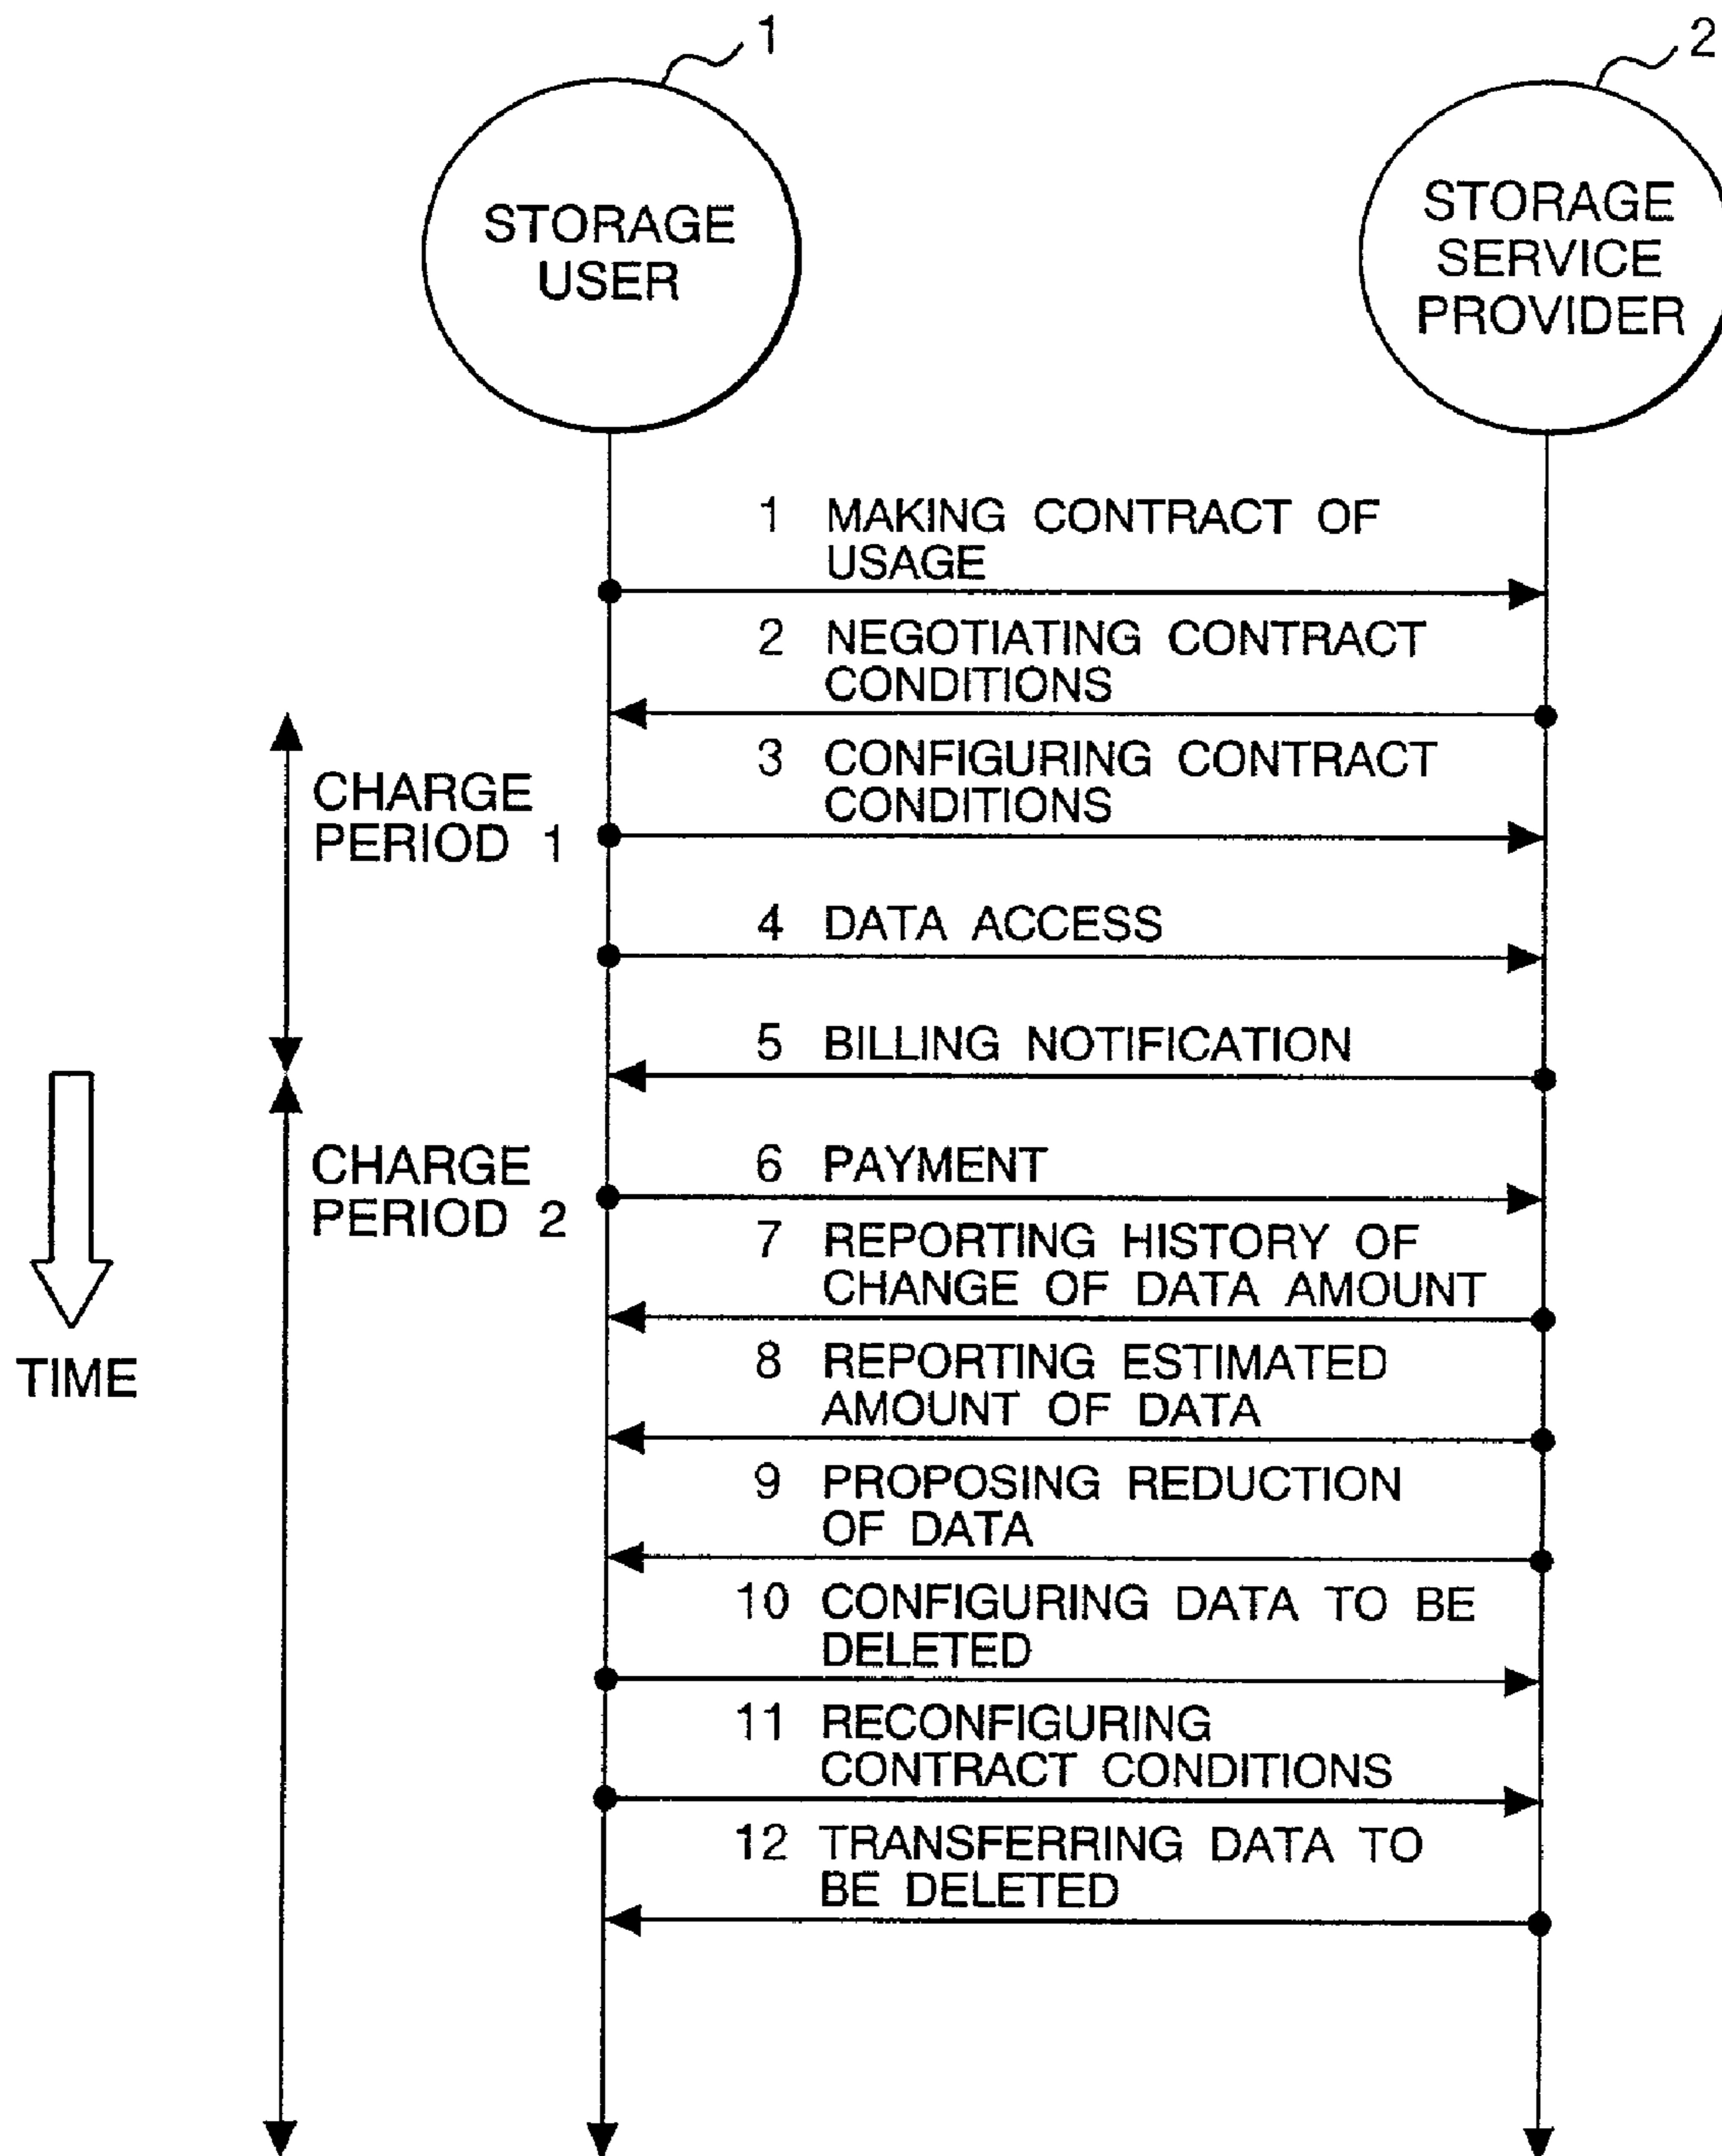 1
2
STORAGE
USER
STORAGE
SERVICE
PROVIDER
1 MAKING CONTRACT OF
USAGE
2 NEGOTIATING CONTRACT
CONDITIONS
3 CONFIGURING CONTRACT
CONDITIONS
CHARGE
PERIOD 1
4 DATA ACCESS
5 BILLING NOTIFICATION
CHARGE
PERIOD 2
6 PAYMENT
7 REPORTING HISTORY OF
CHANGE OF DATA AMOUNT
TIME
8 REPORTING ESTIMATED
AMOUNT OF DATA
9 PROPOSING REDUCTION
OF DATA
10 CONFIGURING DATA TO BE
DELETED
11 RECONFIGURING
CONTRACT CONDITIONS
12 TRANSFERRING DATA TO
BE DELETED